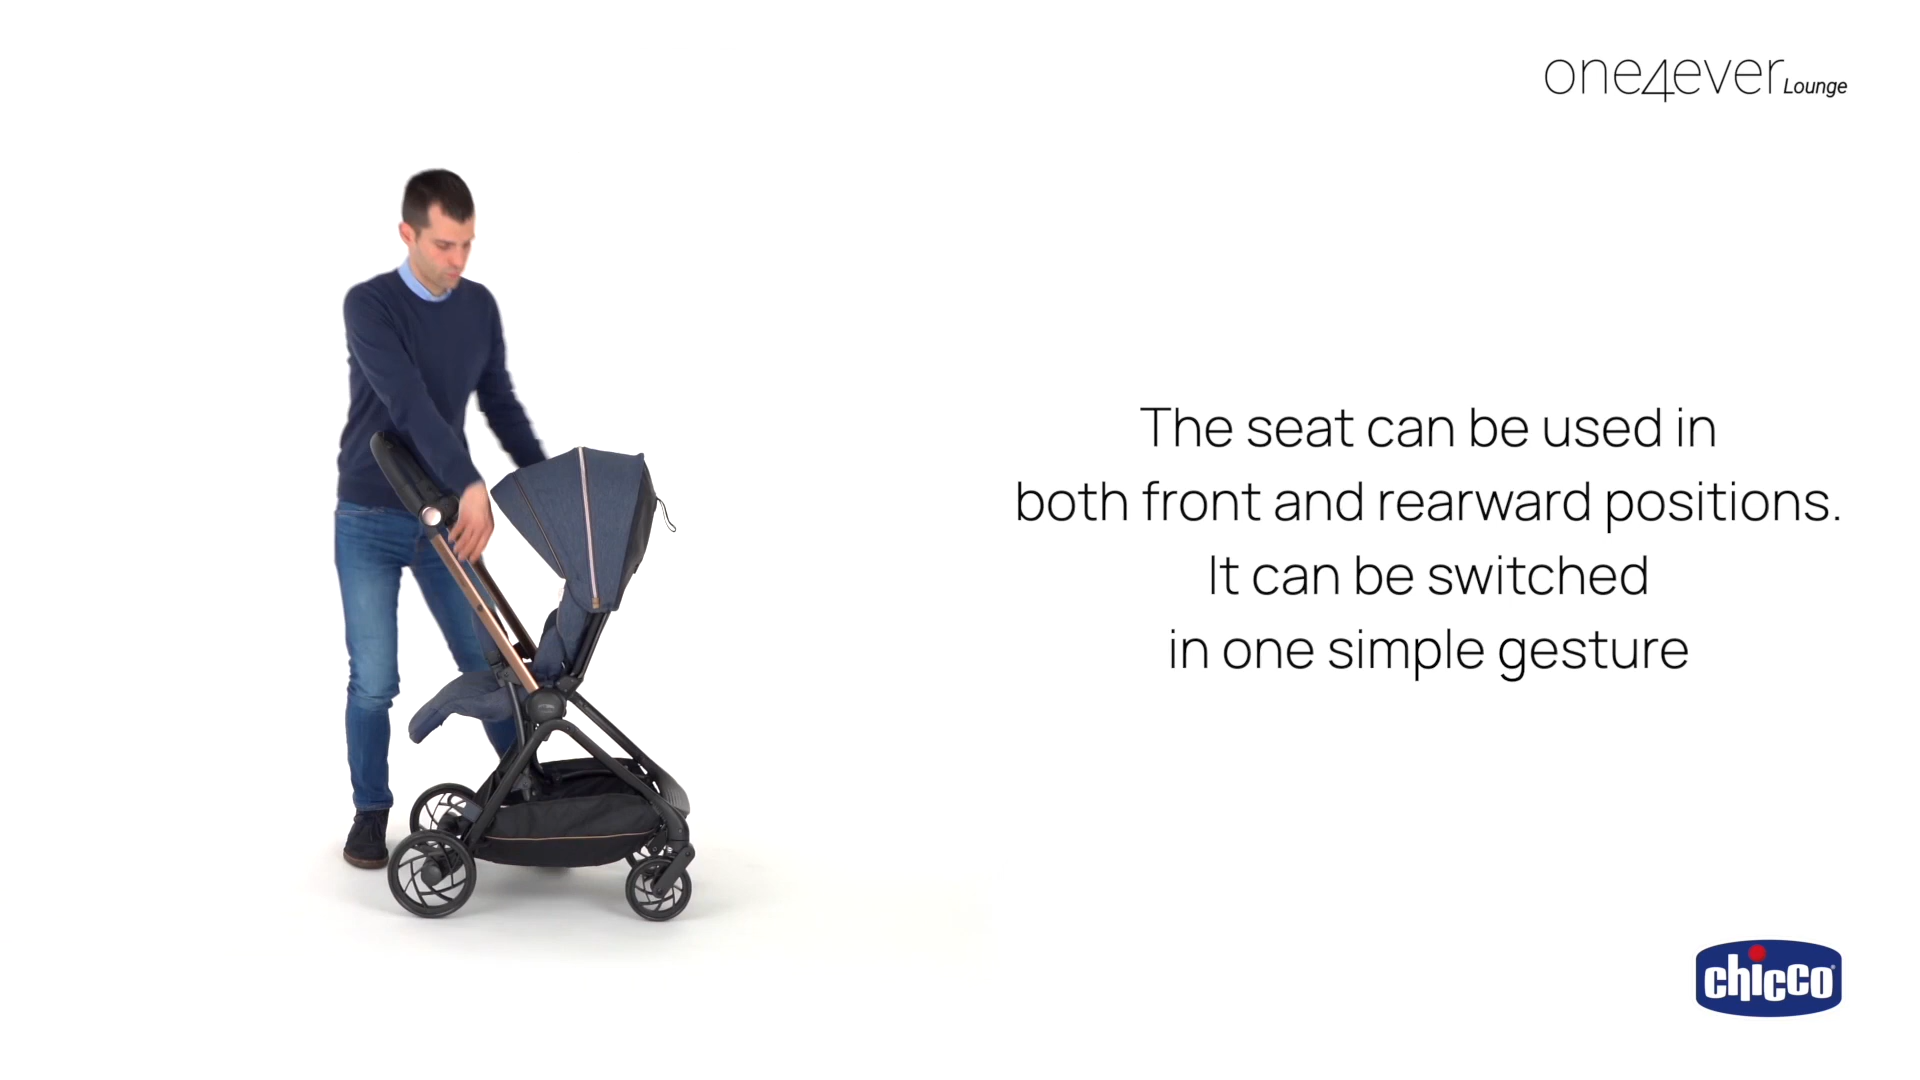 one4ever Lounge
The seat can be used in
both front and rearward positions.
It can be switched
in one simple gesture
chicco